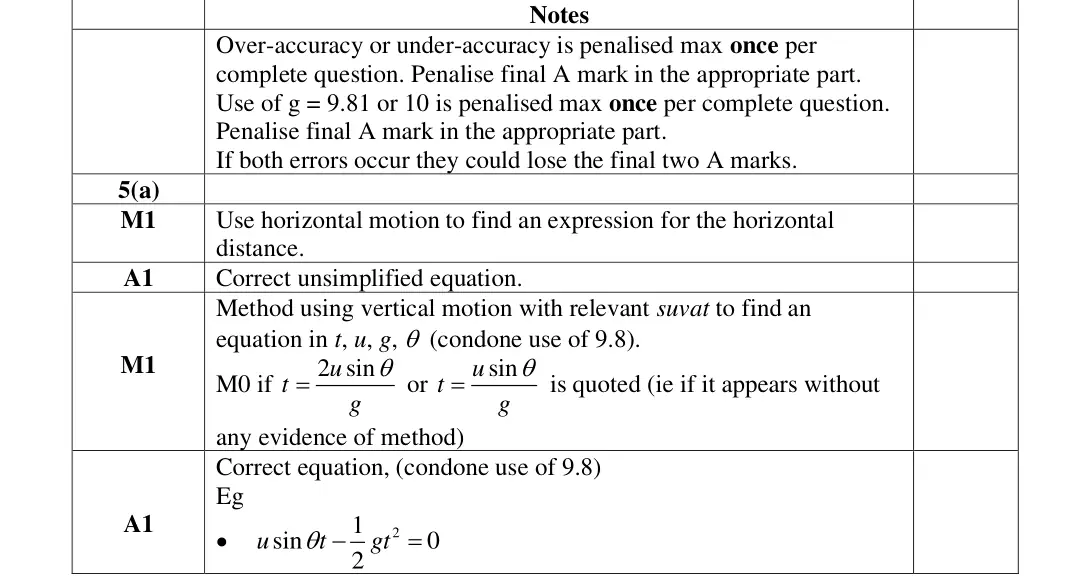 Notes
Over-accuracy or under-accuracy is penalised max once per
complete question. Penalise final A mark in the appropriate part.
Use of g = 9.81 or 10 is penalised max once per complete question.
Penalise final A mark in the appropriate part.
If both errors occur they could lose the final two A marks.
5(a)
M1 Use horizontal motion to find an expression for the horizontal
distance.
A1 Correct unsimplified equation.
M1 Method using vertical motion with relevant suvat to find an
equation in t, u, g, θ (condone use of 9.8).
M0 if t = 2u sin θ / g or t = u sin θ / g is quoted (ie if it appears without
any evidence of method)
A1 Correct equation, (condone use of 9.8)
Eg
• u sin θt − 1/2 gt² = 0